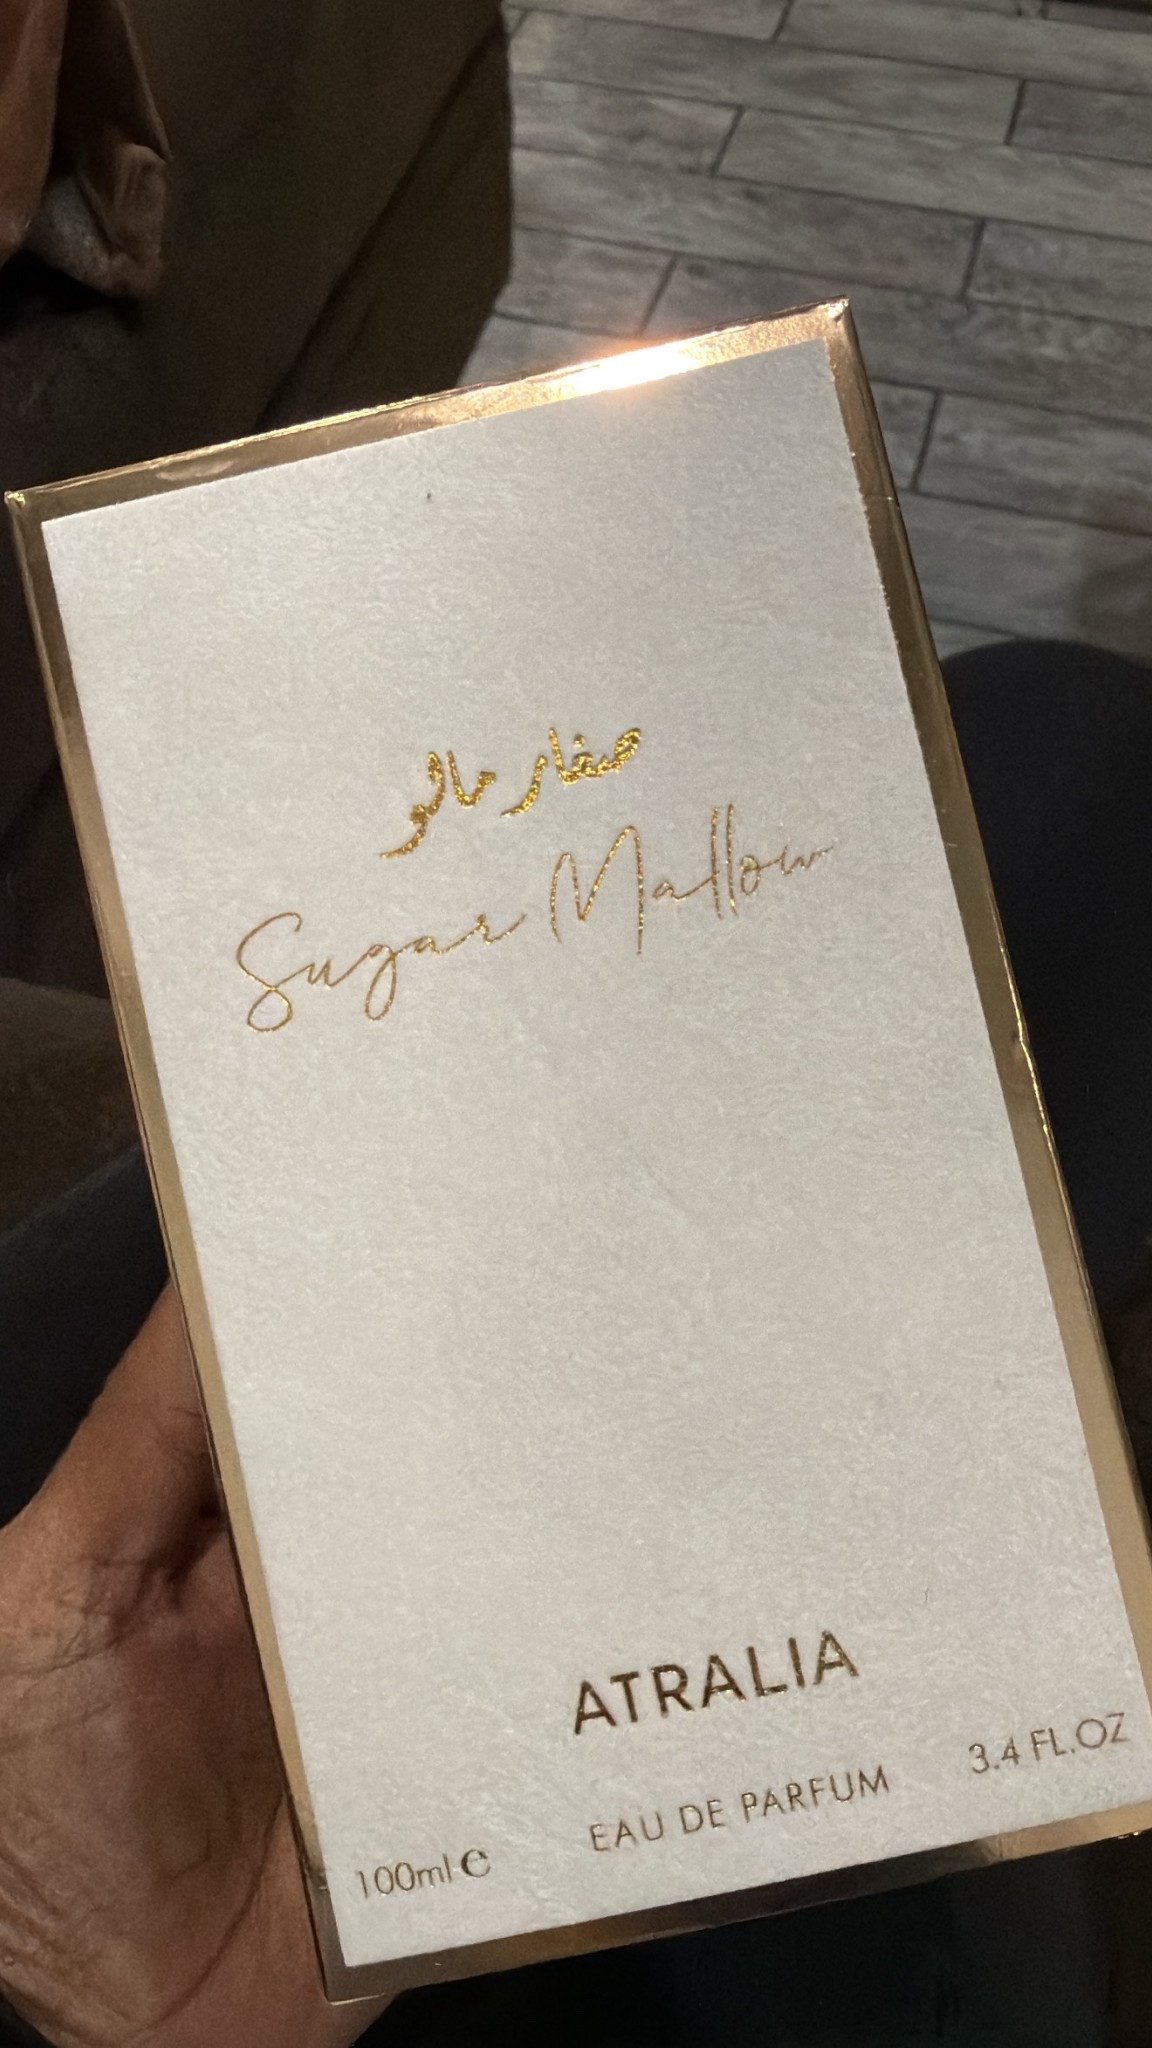 صغار مالو
Sugar Mallow
ATRALIA
EAU DE PARFUM
100ml e
3.4 FL.OZ